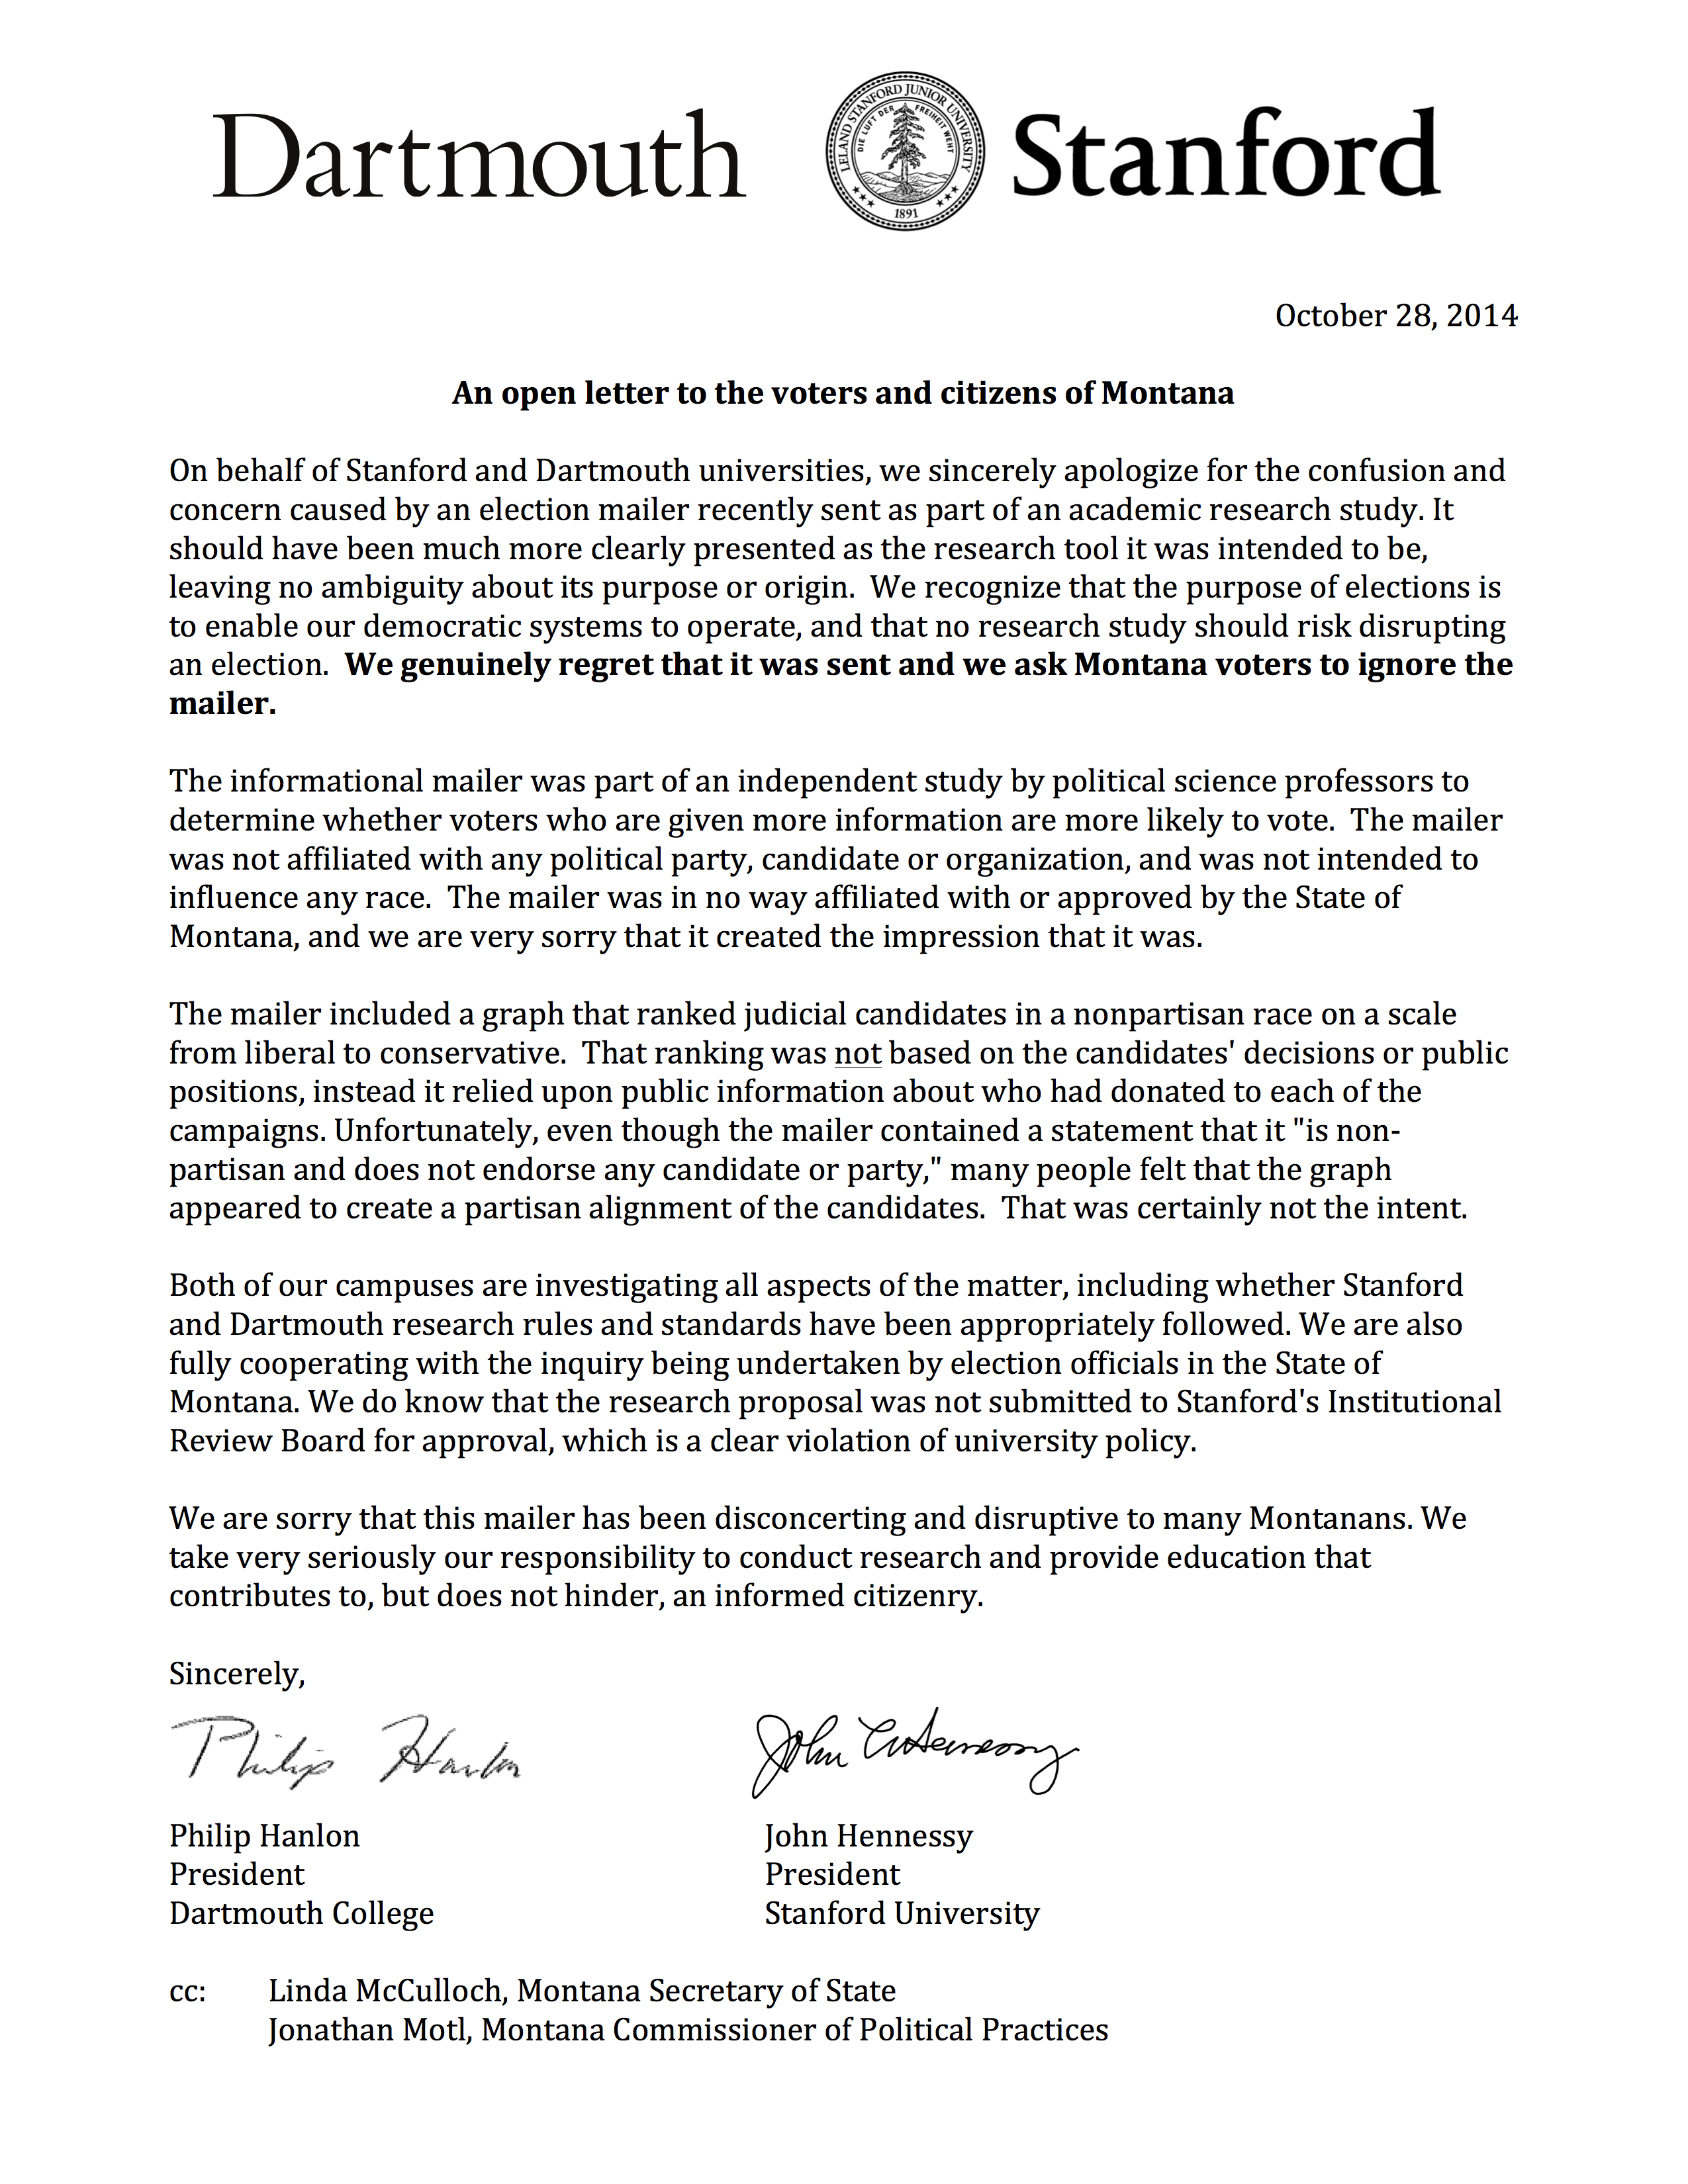 Dartmouth
LELAND STANFORD JUNIOR UNIVERSITY
DIE LUFT DER FREIHEIT WEHT
1891
Stanford
October 28, 2014
An open letter to the voters and citizens of Montana
On behalf of Stanford and Dartmouth universities, we sincerely apologize for the confusion and
concern caused by an election mailer recently sent as part of an academic research study. It
should have been much more clearly presented as the research tool it was intended to be,
leaving no ambiguity about its purpose or origin.  We recognize that the purpose of elections is
to enable our democratic systems to operate, and that no research study should risk disrupting
an election.  We genuinely regret that it was sent and we ask Montana voters to ignore the
mailer.
The informational mailer was part of an independent study by political science professors to
determine whether voters who are given more information are more likely to vote.  The mailer
was not affiliated with any political party, candidate or organization, and was not intended to
influence any race.  The mailer was in no way affiliated with or approved by the State of
Montana, and we are very sorry that it created the impression that it was.
The mailer included a graph that ranked judicial candidates in a nonpartisan race on a scale
from liberal to conservative.  That ranking was not based on the candidates' decisions or public
positions, instead it relied upon public information about who had donated to each of the
campaigns. Unfortunately, even though the mailer contained a statement that it "is non-
partisan and does not endorse any candidate or party," many people felt that the graph
appeared to create a partisan alignment of the candidates.  That was certainly not the intent.
Both of our campuses are investigating all aspects of the matter, including whether Stanford
and Dartmouth research rules and standards have been appropriately followed. We are also
fully cooperating with the inquiry being undertaken by election officials in the State of
Montana. We do know that the research proposal was not submitted to Stanford's Institutional
Review Board for approval, which is a clear violation of university policy.
We are sorry that this mailer has been disconcerting and disruptive to many Montanans. We
take very seriously our responsibility to conduct research and provide education that
contributes to, but does not hinder, an informed citizenry.
Sincerely,
Philip Hanlon John L Hennessy
Philip Hanlon John Hennessy
President President
Dartmouth College Stanford University
cc: Linda McCulloch, Montana Secretary of State
Jonathan Motl, Montana Commissioner of Political Practices